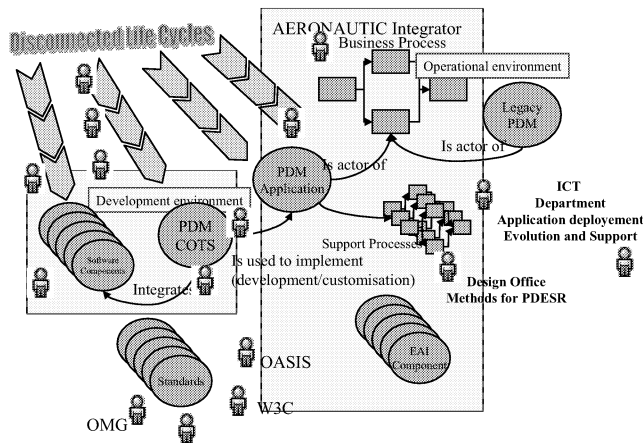 Disconnected Life Cycles
AERONAUTIC Integrator
Business Process
Operational environment
Legacy
PDM
Is actor of
Is actor of
PDM
Application
Development environment
PDM
COTS
Software
Components
Integrate
Is used to implement
(development/customisation)
Support Processes
ICT
Department
Application deployement
Evolution and Support
Design Office
Methods for PDESR
EAI
Component
Standards
OASIS
W3C
OMG